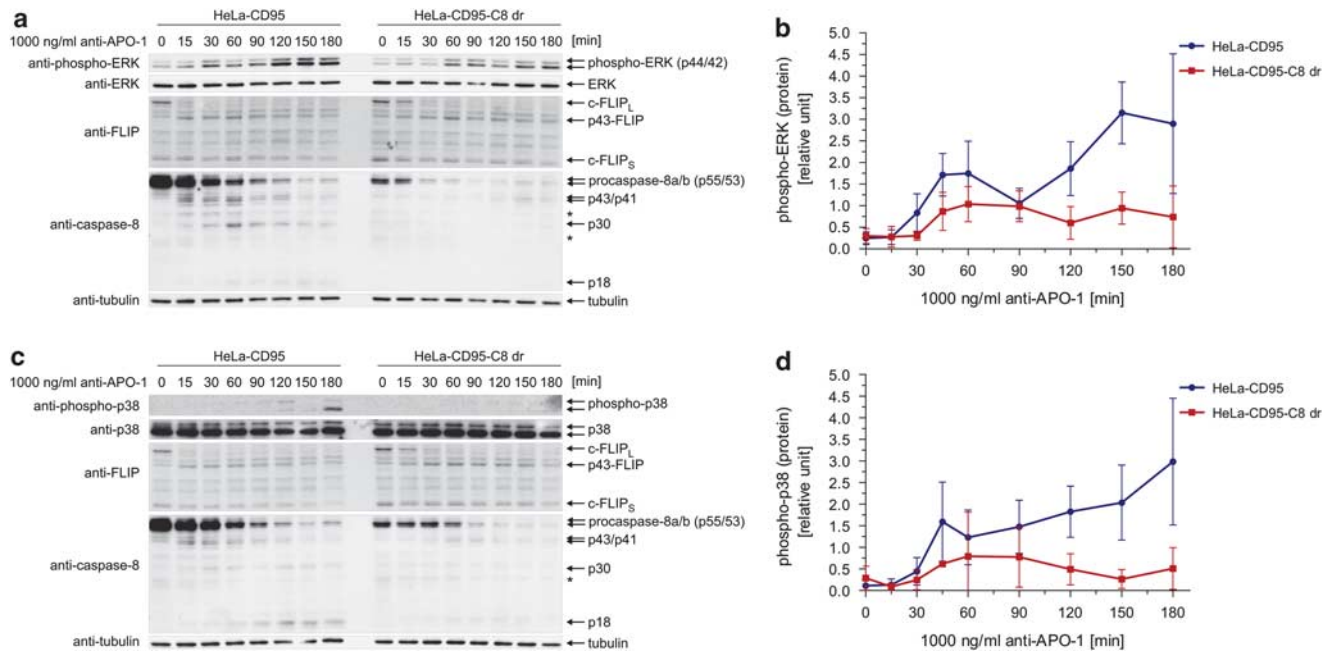 a
HeLa-CD95 HeLa-CD95-C8 dr
1000 ng/ml anti-APO-1 0 15 30 60 90 120 150 180 0 15 30 60 90 120 150 180 [min]
anti-phospho-ERK phospho-ERK (p44/42)
anti-ERK ERK
c-FLIPL
anti-FLIP p43-FLIP
c-FLIPS
procaspase-8a/b (p55/53)
p43/p41
*
anti-caspase-8 p30
*
p18
anti-tubulin tubulin
b
HeLa-CD95
HeLa-CD95-C8 dr
phospho-ERK (protein)
[relative unit]
5.0
4.5
4.0
3.5
3.0
2.5
2.0
1.5
1.0
0.5
0.0
0 15 30 60 90 120 150 180
1000 ng/ml anti-APO-1 [min]
c
HeLa-CD95 HeLa-CD95-C8 dr
1000 ng/ml anti-APO-1 0 15 30 60 90 120 150 180 0 15 30 60 90 120 150 180 [min]
anti-phospho-p38 phospho-p38
anti-p38 p38
c-FLIPL
anti-FLIP p43-FLIP
c-FLIPS
procaspase-8a/b (p55/53)
p43/p41
anti-caspase-8 p30
*
p18
anti-tubulin tubulin
d
HeLa-CD95
HeLa-CD95-C8 dr
phospho-p38 (protein)
[relative unit]
5.0
4.5
4.0
3.5
3.0
2.5
2.0
1.5
1.0
0.5
0.0
0 15 30 60 90 120 150 180
1000 ng/ml anti-APO-1 [min]